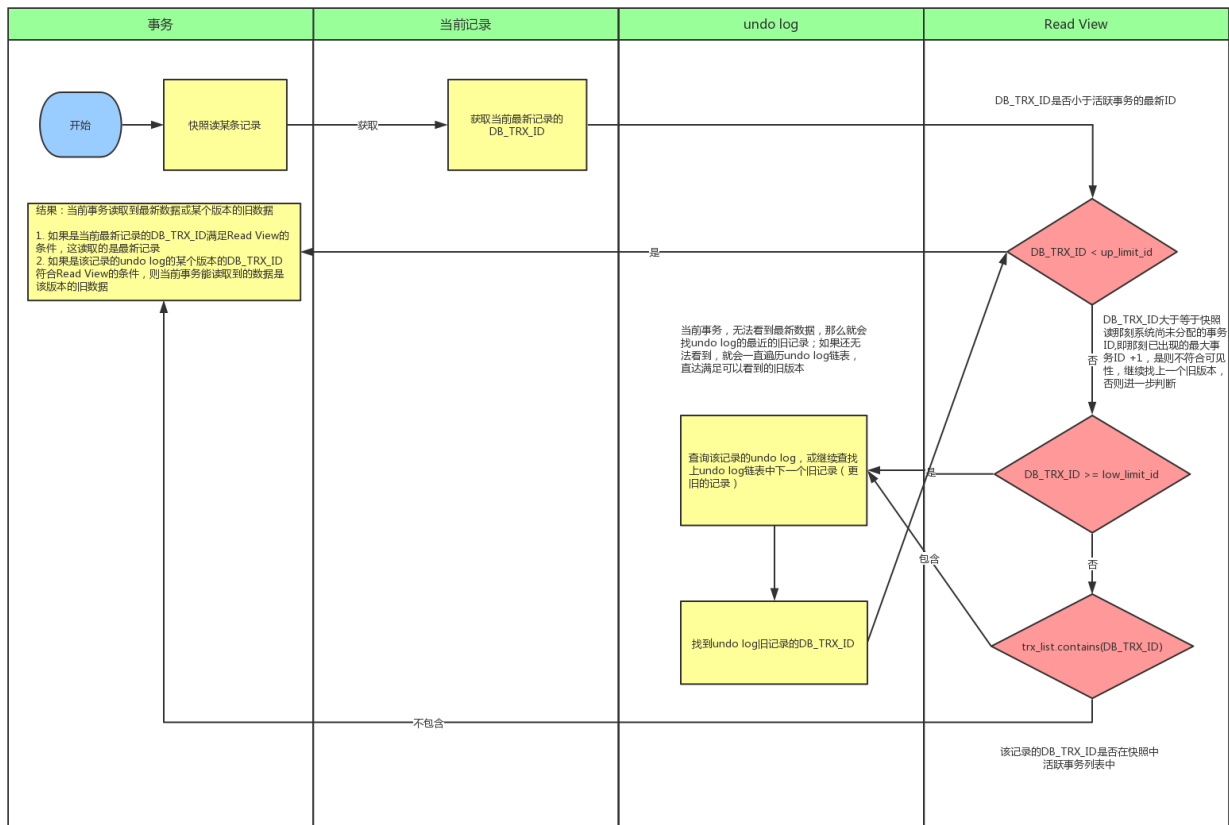 事务
当前记录
undo log
Read View
开始
快照读某条记录
获取
获取当前最新记录的
DB_TRX_ID
DB_TRX_ID是否小于活跃事务的最新ID
结果：当前事务读取到最新数据或某个版本的旧数据
1. 如果是当前最新记录的DB_TRX_ID满足Read View的
条件，这读取的是最新记录
2. 如果是该记录的undo log的某个版本的DB_TRX_ID
符合Read View的条件，则当前事务能读取到的数据是
该版本的旧数据
是
DB_TRX_ID < up_limit_id
否
DB_TRX_ID大于等于快照
读那刻系统尚未分配的事务
ID,即那刻已出现的最大事
务ID +1，是则不符合可见
性，继续找上一个旧版本，
否则进一步判断
当前事务，无法看到最新数据，那么就会
找undo log的最近的旧记录；如果还无
法看到，就会一直遍历undo log链表，
直达满足可以看到的旧版本
查询该记录的undo log，或继续查找
上undo log链表中下一个旧记录（更
旧的记录）
是
DB_TRX_ID >= low_limit_id
包含
否
找到undo log旧记录的DB_TRX_ID
trx_list.contains(DB_TRX_ID)
不包含
该记录的DB_TRX_ID是否在快照中
活跃事务列表中